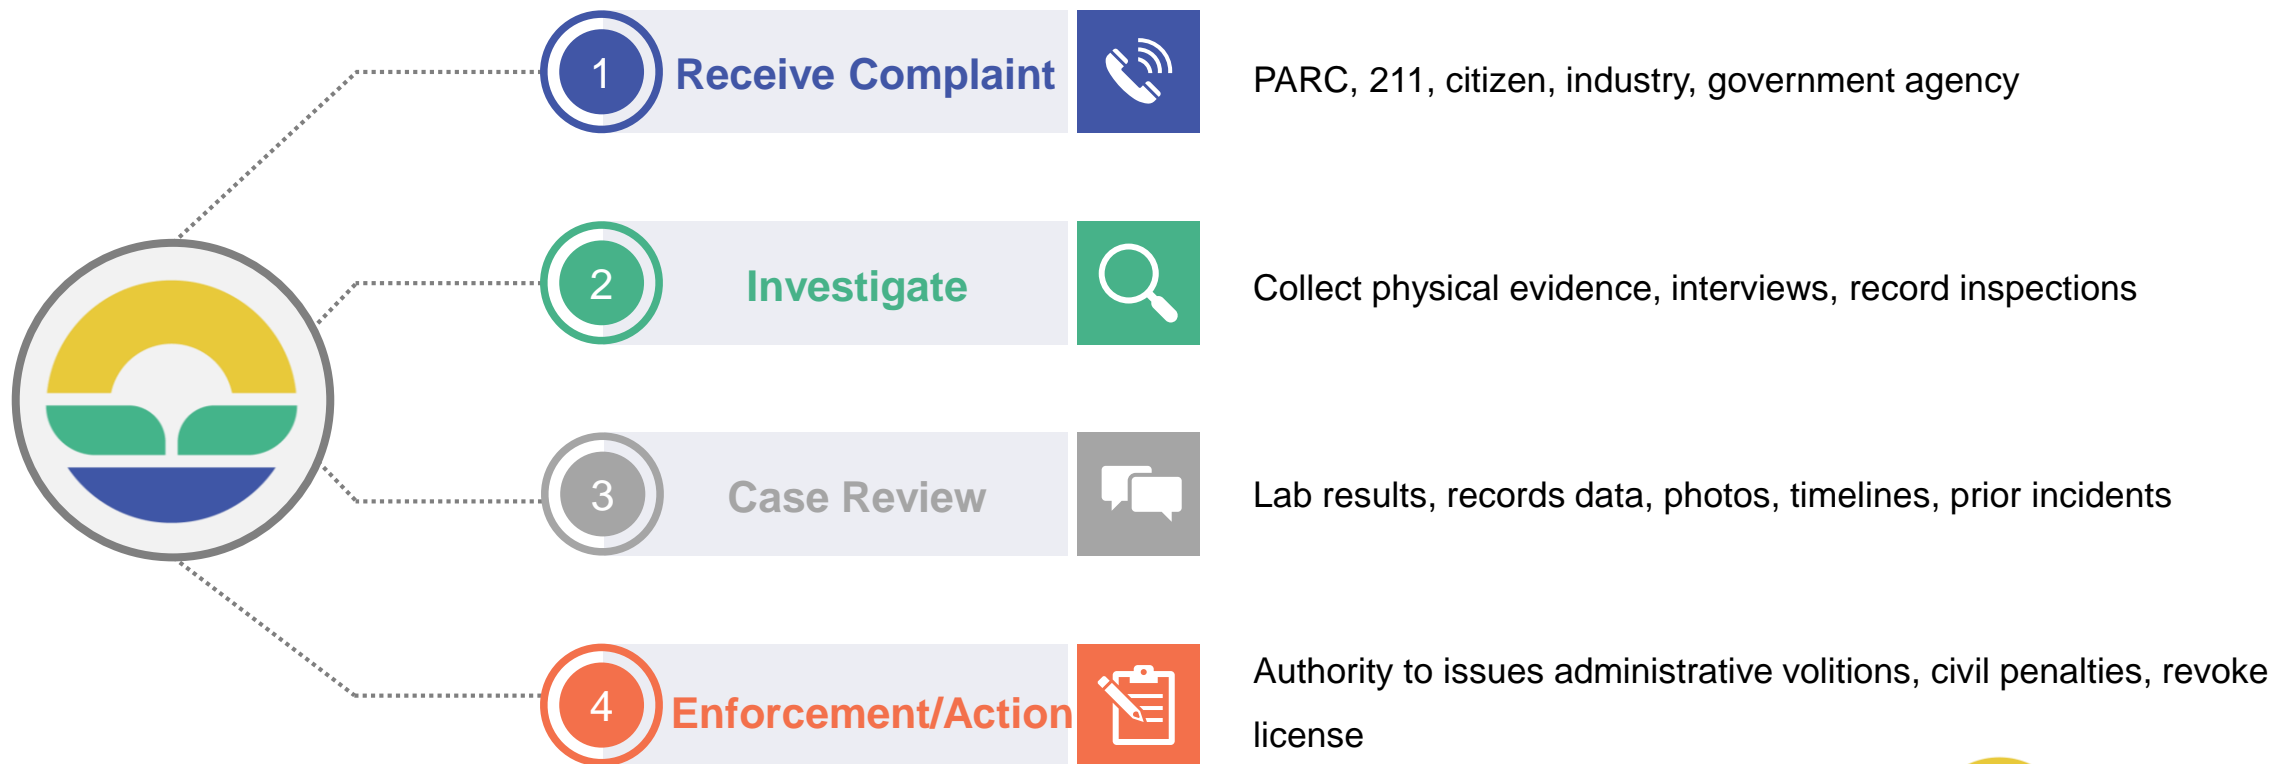 1 Receive Complaint PARC, 211, citizen, industry, government agency
2 Investigate Collect physical evidence, interviews, record inspections
3 Case Review Lab results, records data, photos, timelines, prior incidents
4 Enforcement/Action Authority to issues administrative volitions, civil penalties, revoke
license